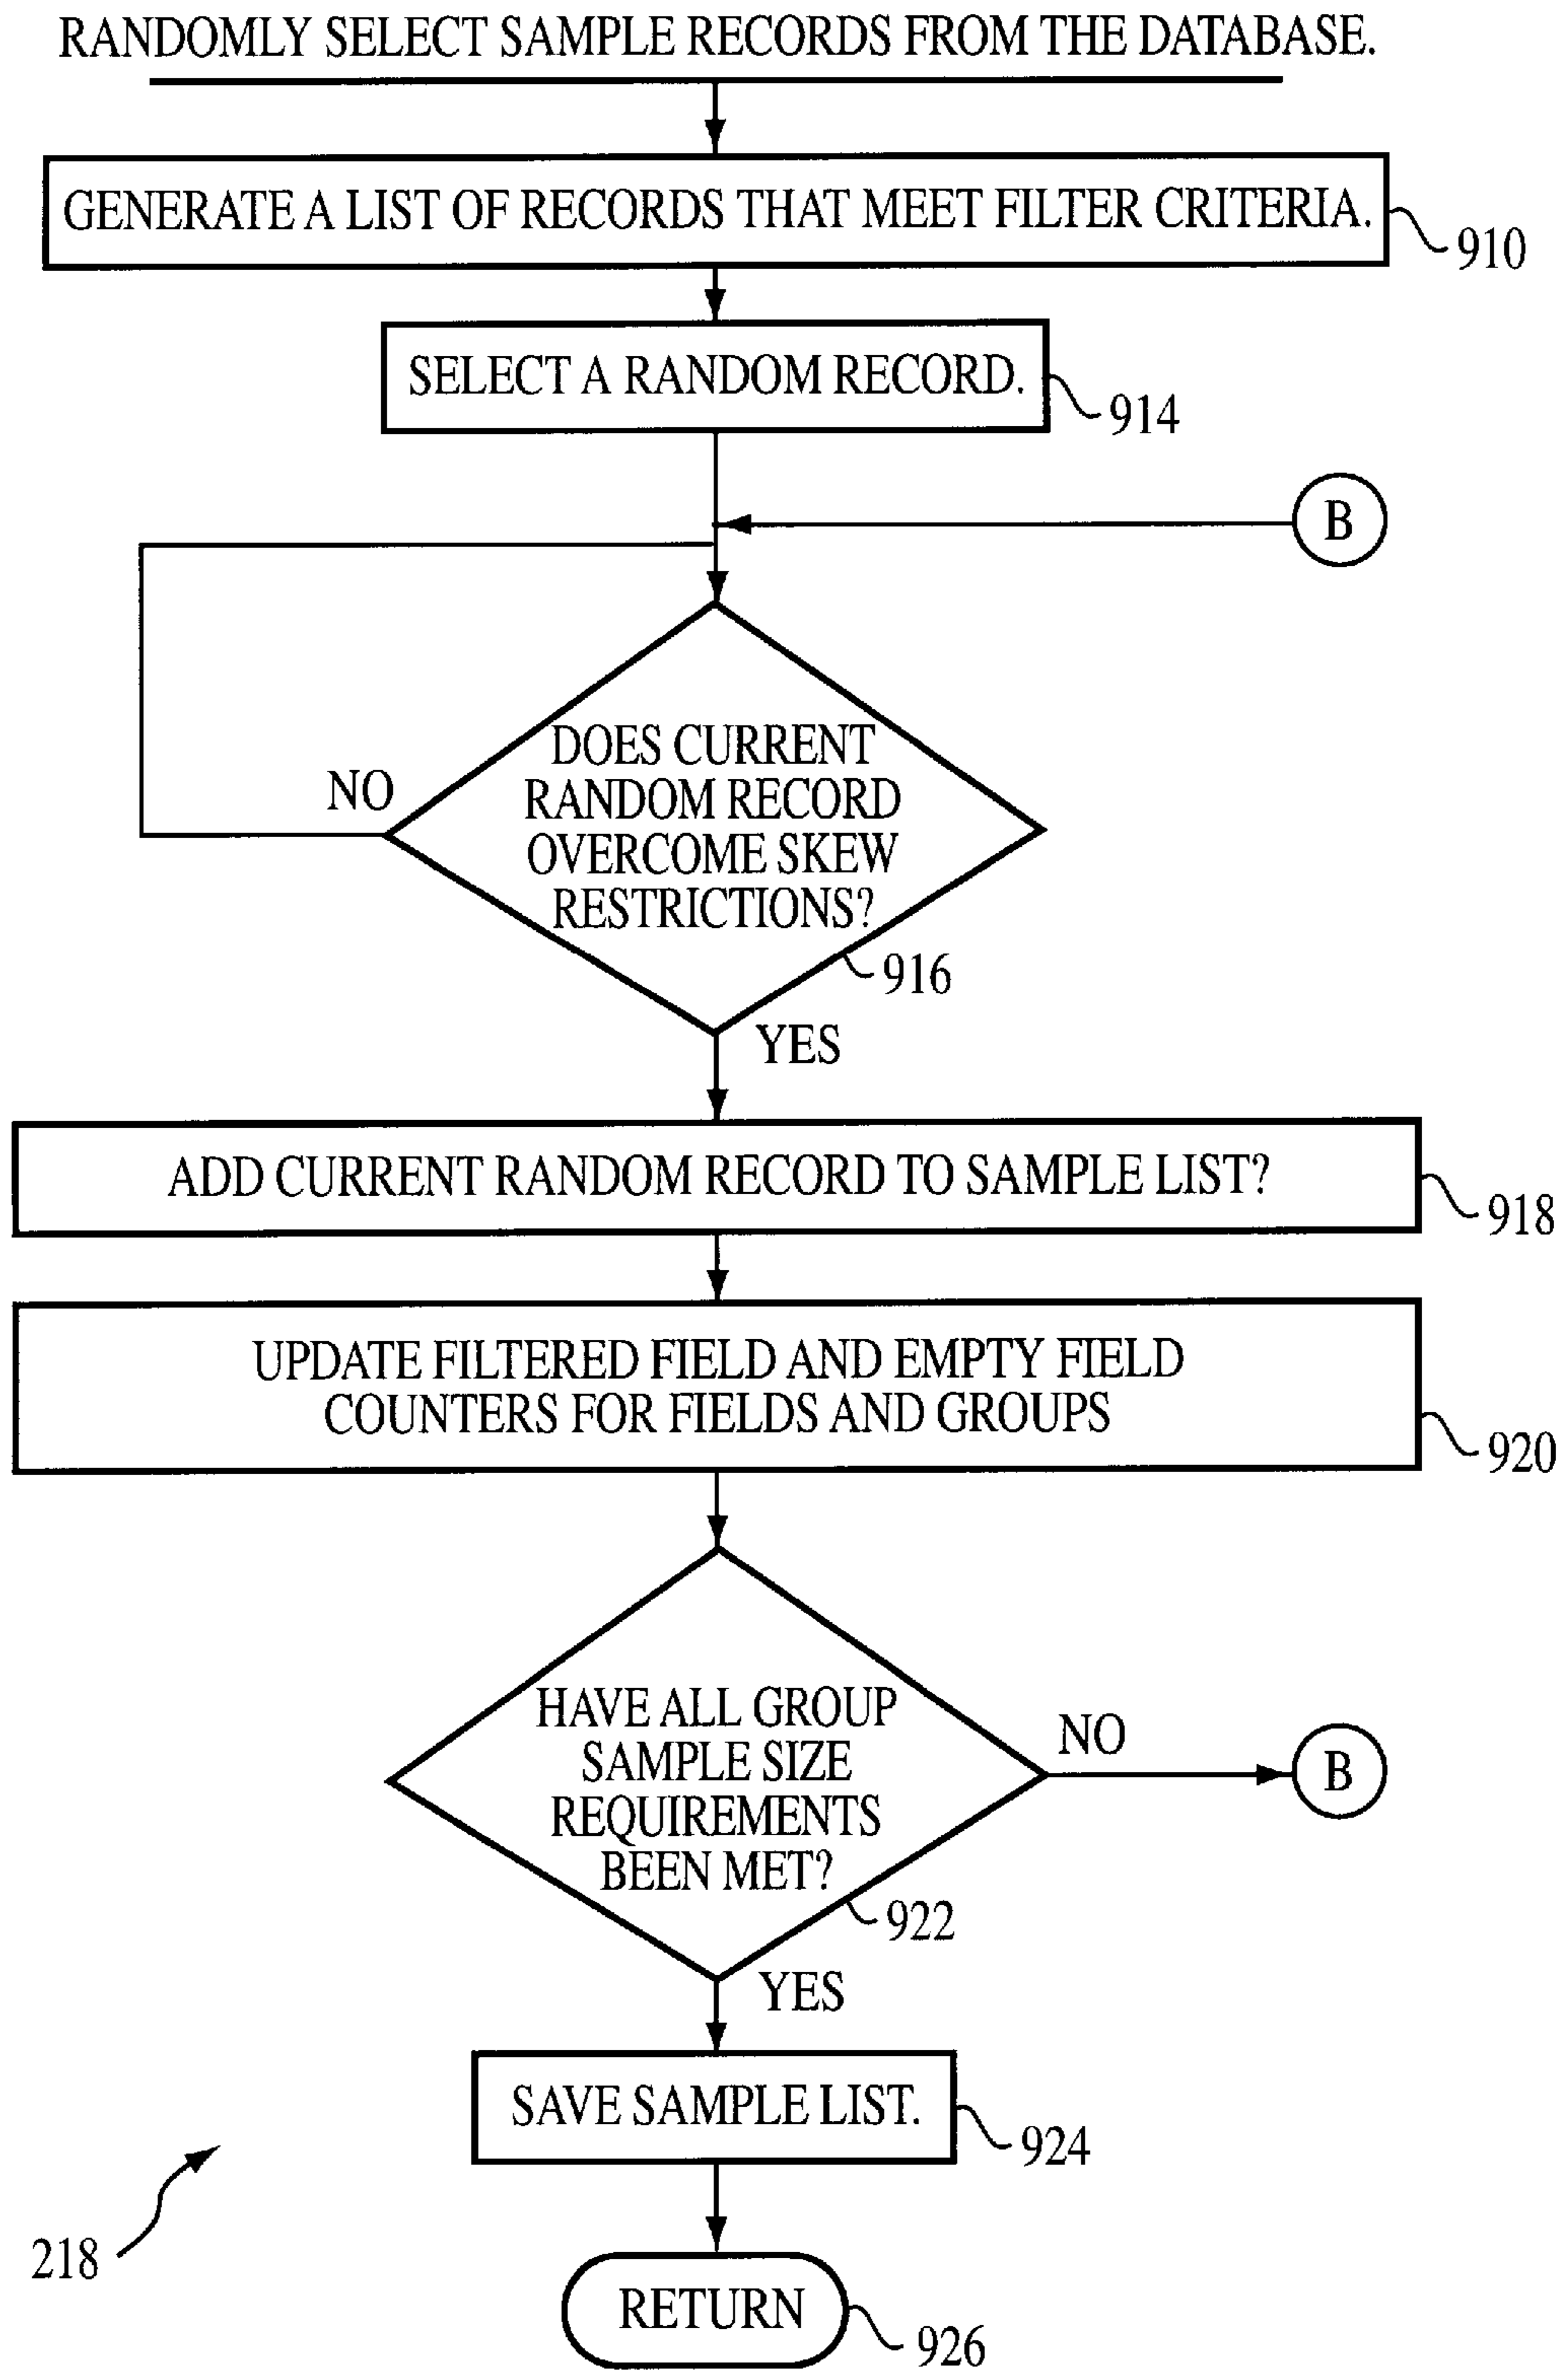 RANDOMLY SELECT SAMPLE RECORDS FROM THE DATABASE.
GENERATE A LIST OF RECORDS THAT MEET FILTER CRITERIA.
910
SELECT A RANDOM RECORD.
914
B
DOES CURRENT
RANDOM RECORD
OVERCOME SKEW
RESTRICTIONS?
NO
916
YES
ADD CURRENT RANDOM RECORD TO SAMPLE LIST?
918
UPDATE FILTERED FIELD AND EMPTY FIELD
COUNTERS FOR FIELDS AND GROUPS
920
HAVE ALL GROUP
SAMPLE SIZE
REQUIREMENTS
BEEN MET?
NO
B
922
YES
SAVE SAMPLE LIST.
924
218
RETURN
926